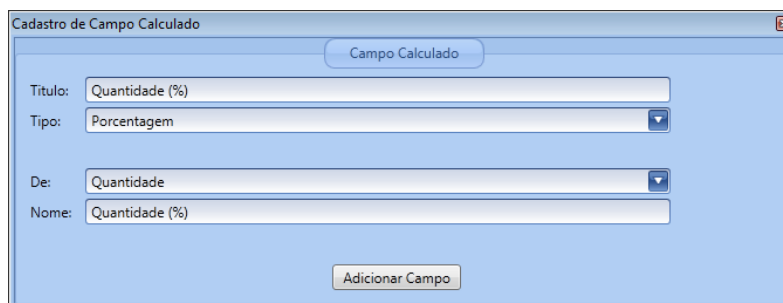 Cadastro de Campo Calculado
Campo Calculado
Titulo: Quantidade (%)
Tipo: Porcentagem
De: Quantidade
Nome: Quantidade (%)
Adicionar Campo